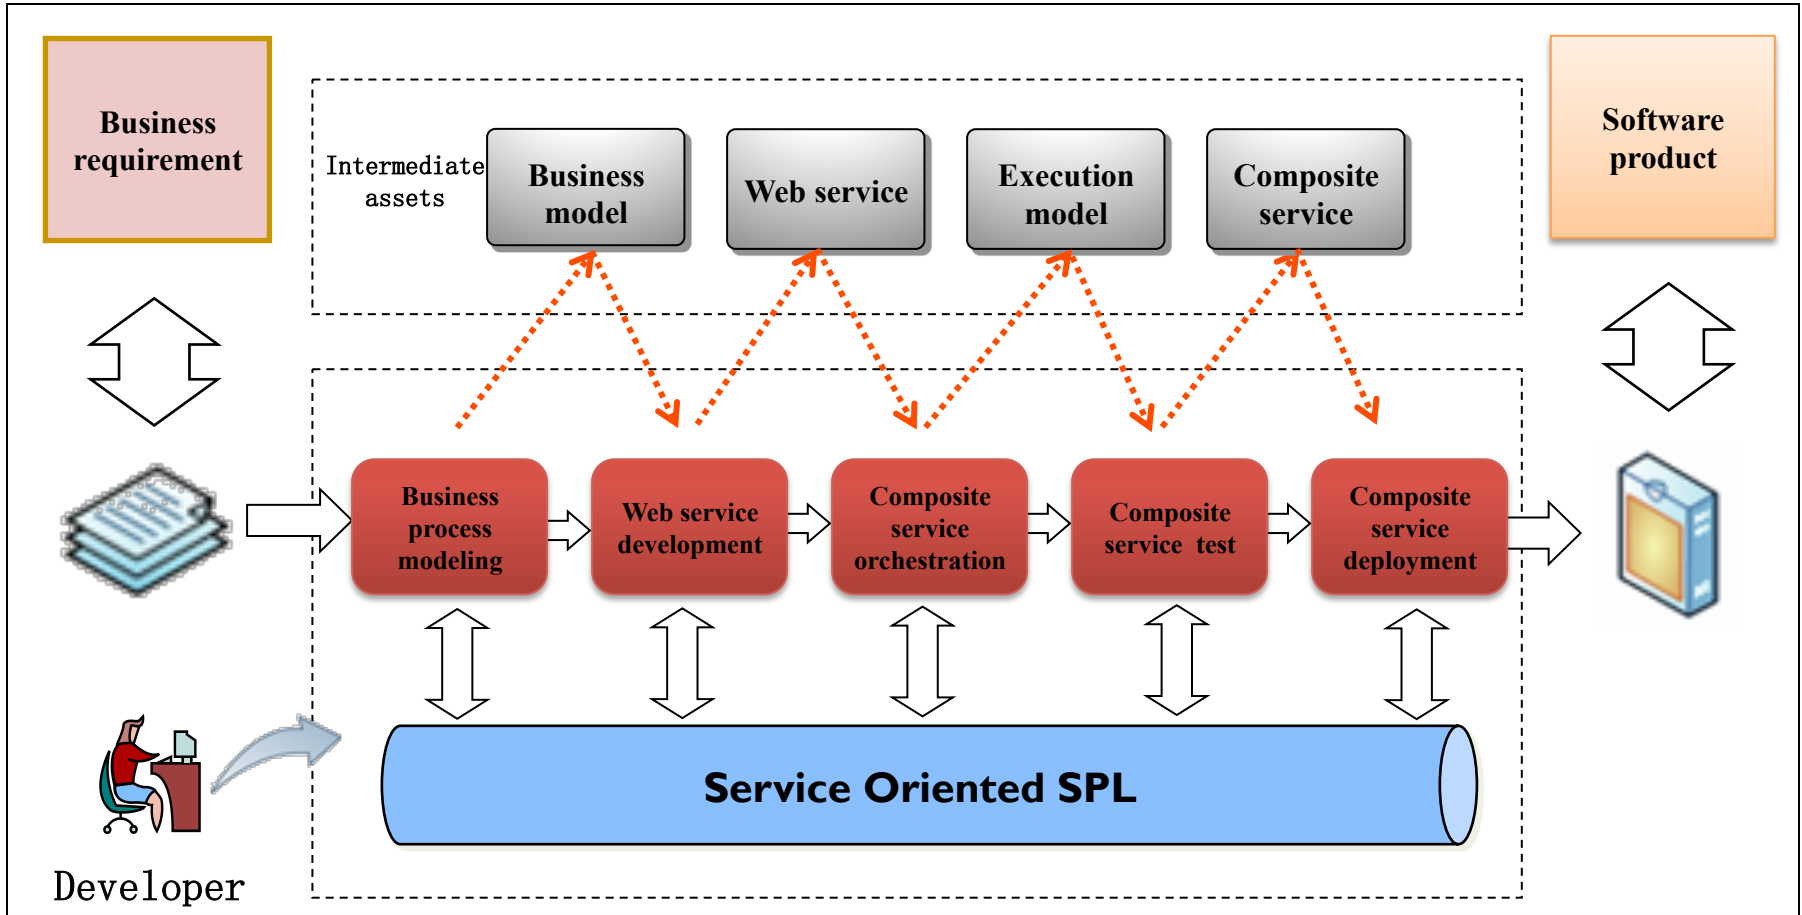 Business
requirement
Intermediate
assets
Business
model
Web service
Execution
model
Composite
service
Software
product
Business
process
modeling
Web service
development
Composite
service
orchestration
Composite
service test
Composite
service
deployment
Service Oriented SPL
Developer